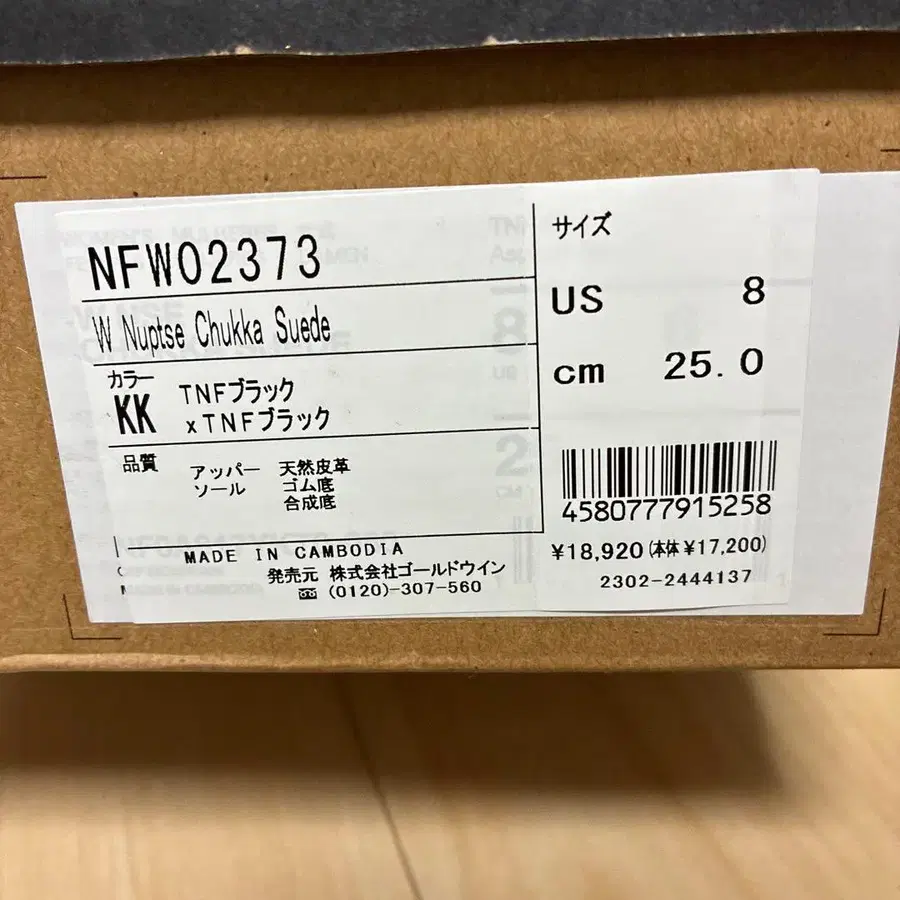 NFW02373
W Nuptse Chukka Suede
カラー
KK
TNFブラック
xTNFブラック
品質
アッパー 天然皮革
ソール ゴム底
合成底
MADE IN CAMBODIA
発売元 株式会社ゴールドウイン
(0120)-307-560
サイズ
US 8
cm 25.0
4580777915258
¥18,920(本体¥17,200)
2302-2444137